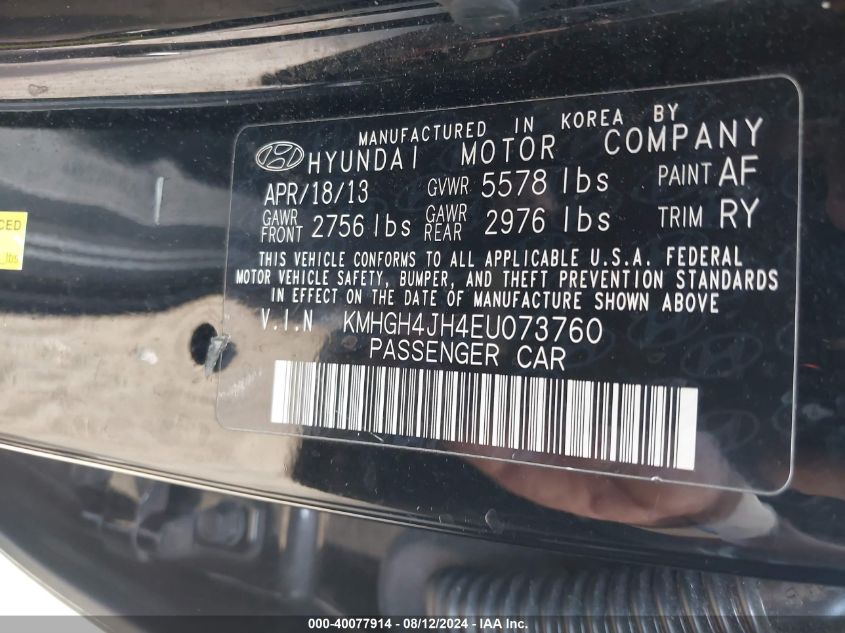 MANUFACTURED IN KOREA BY
HYUNDAI MOTOR COMPANY
APR/18/13 GVWR 5578 lbs PAINT AF
GAWR FRONT 2756 lbs GAWR REAR 2976 lbs TRIM RY
THIS VEHICLE CONFORMS TO ALL APPLICABLE U.S.A. FEDERAL
MOTOR VEHICLE SAFETY, BUMPER, AND THEFT PREVENTION STANDARDS
IN EFFECT ON THE DATE OF MANUFACTURE SHOWN ABOVE
V.I.N KMHGH4JH4EU073760
PASSENGER CAR
CED
lbs
000-40077914 - 08/12/2024 - IAA Inc.